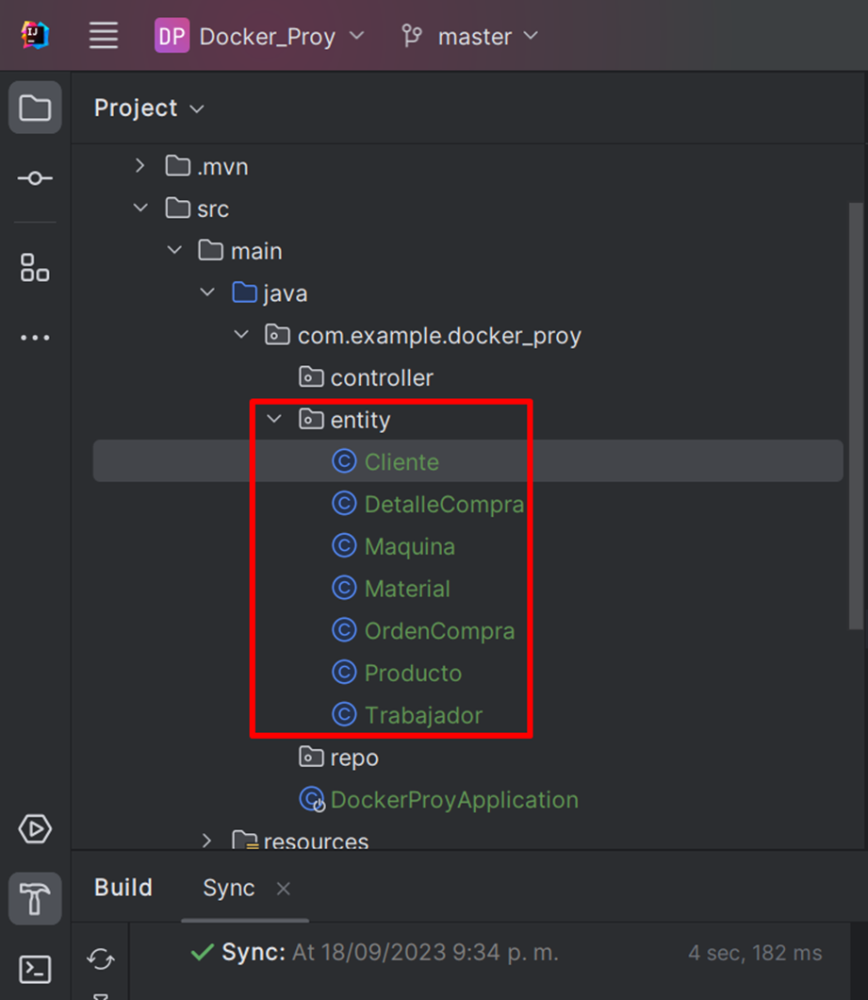 DP Docker_Proy master
Project
.mvn
src
main
java
com.example.docker_proy
controller
entity
Cliente
DetalleCompra
Maquina
Material
OrdenCompra
Producto
Trabajador
repo
DockerProyApplication
resources
Build Sync
Sync: At 18/09/2023 9:34 p. m. 4 sec, 182 ms